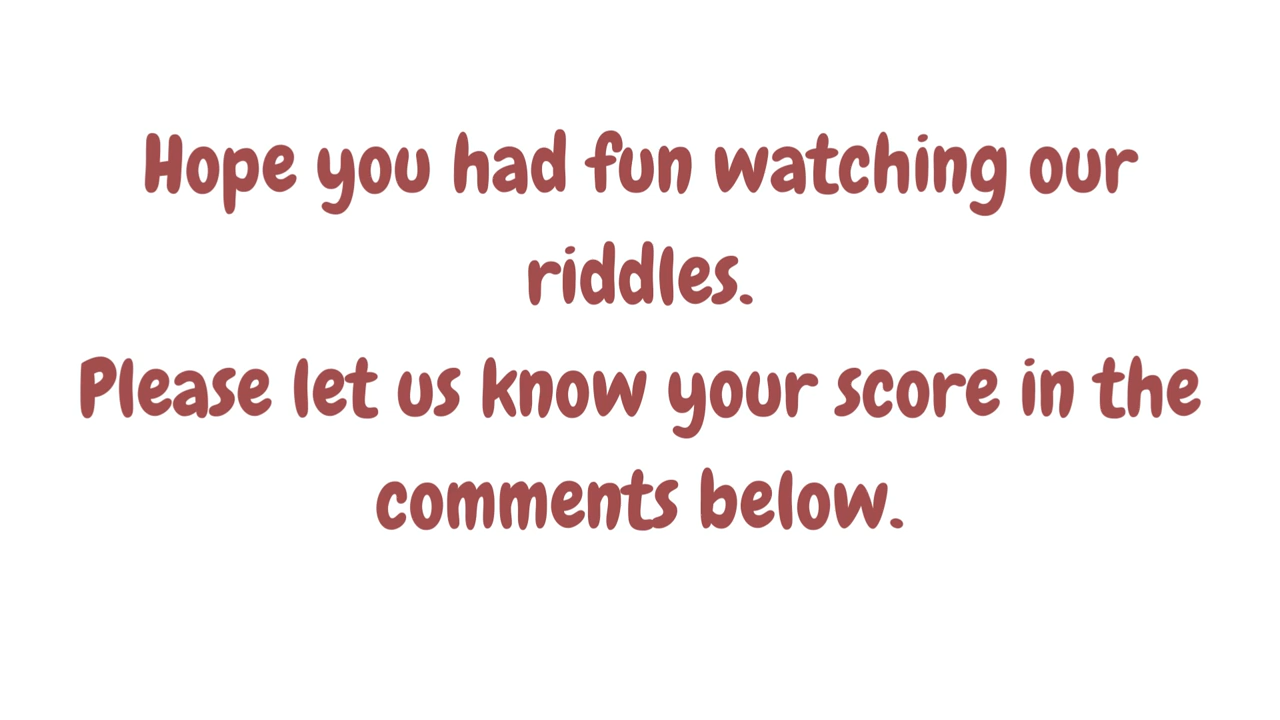 Hope you had fun watching our
riddles.
Please let us know your score in the
comments below.